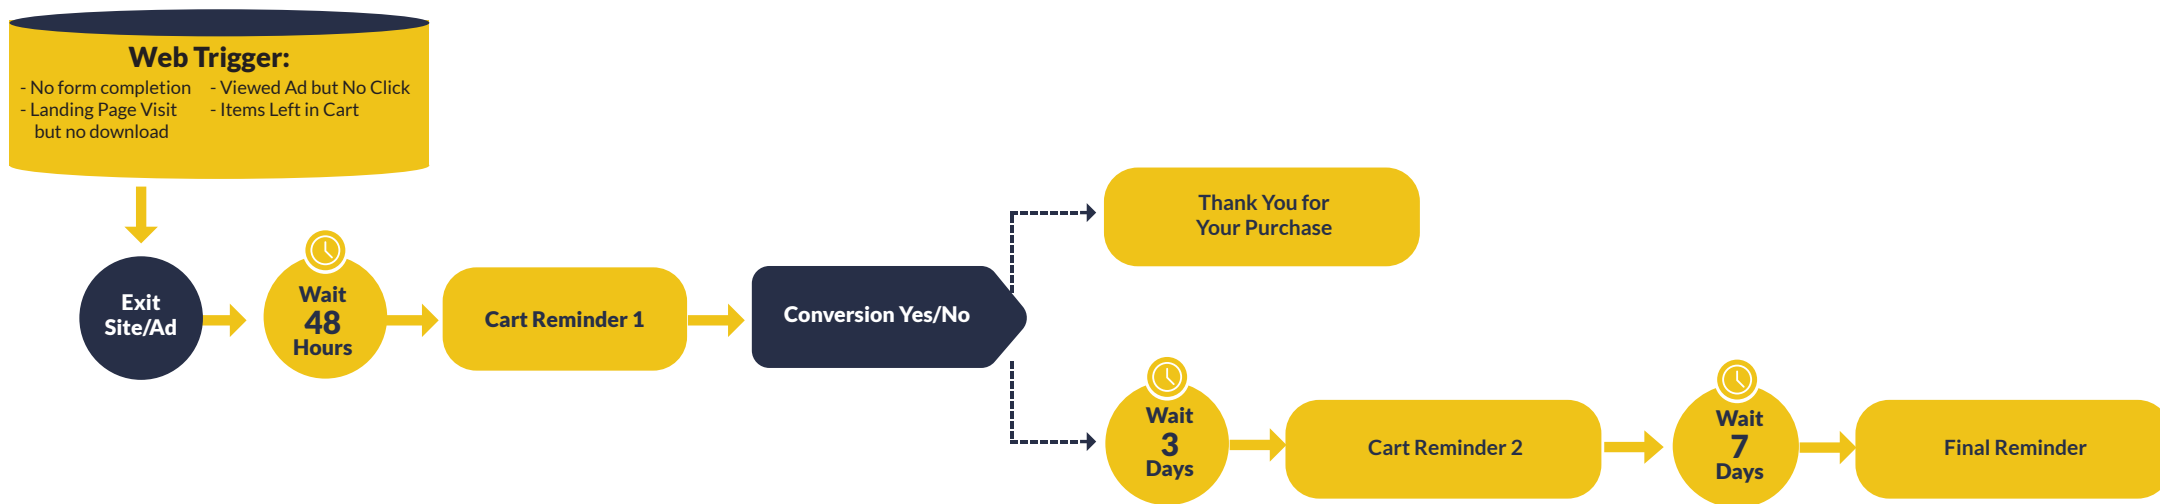 Web Trigger:
- No form completion
- Landing Page Visit
but no download
- Viewed Ad but No Click
- Items Left in Cart
Exit
Site/Ad
Wait
48
Hours
Cart Reminder 1
Conversion Yes/No
Thank You for
Your Purchase
Wait
3
Days
Cart Reminder 2
Wait
7
Days
Final Reminder